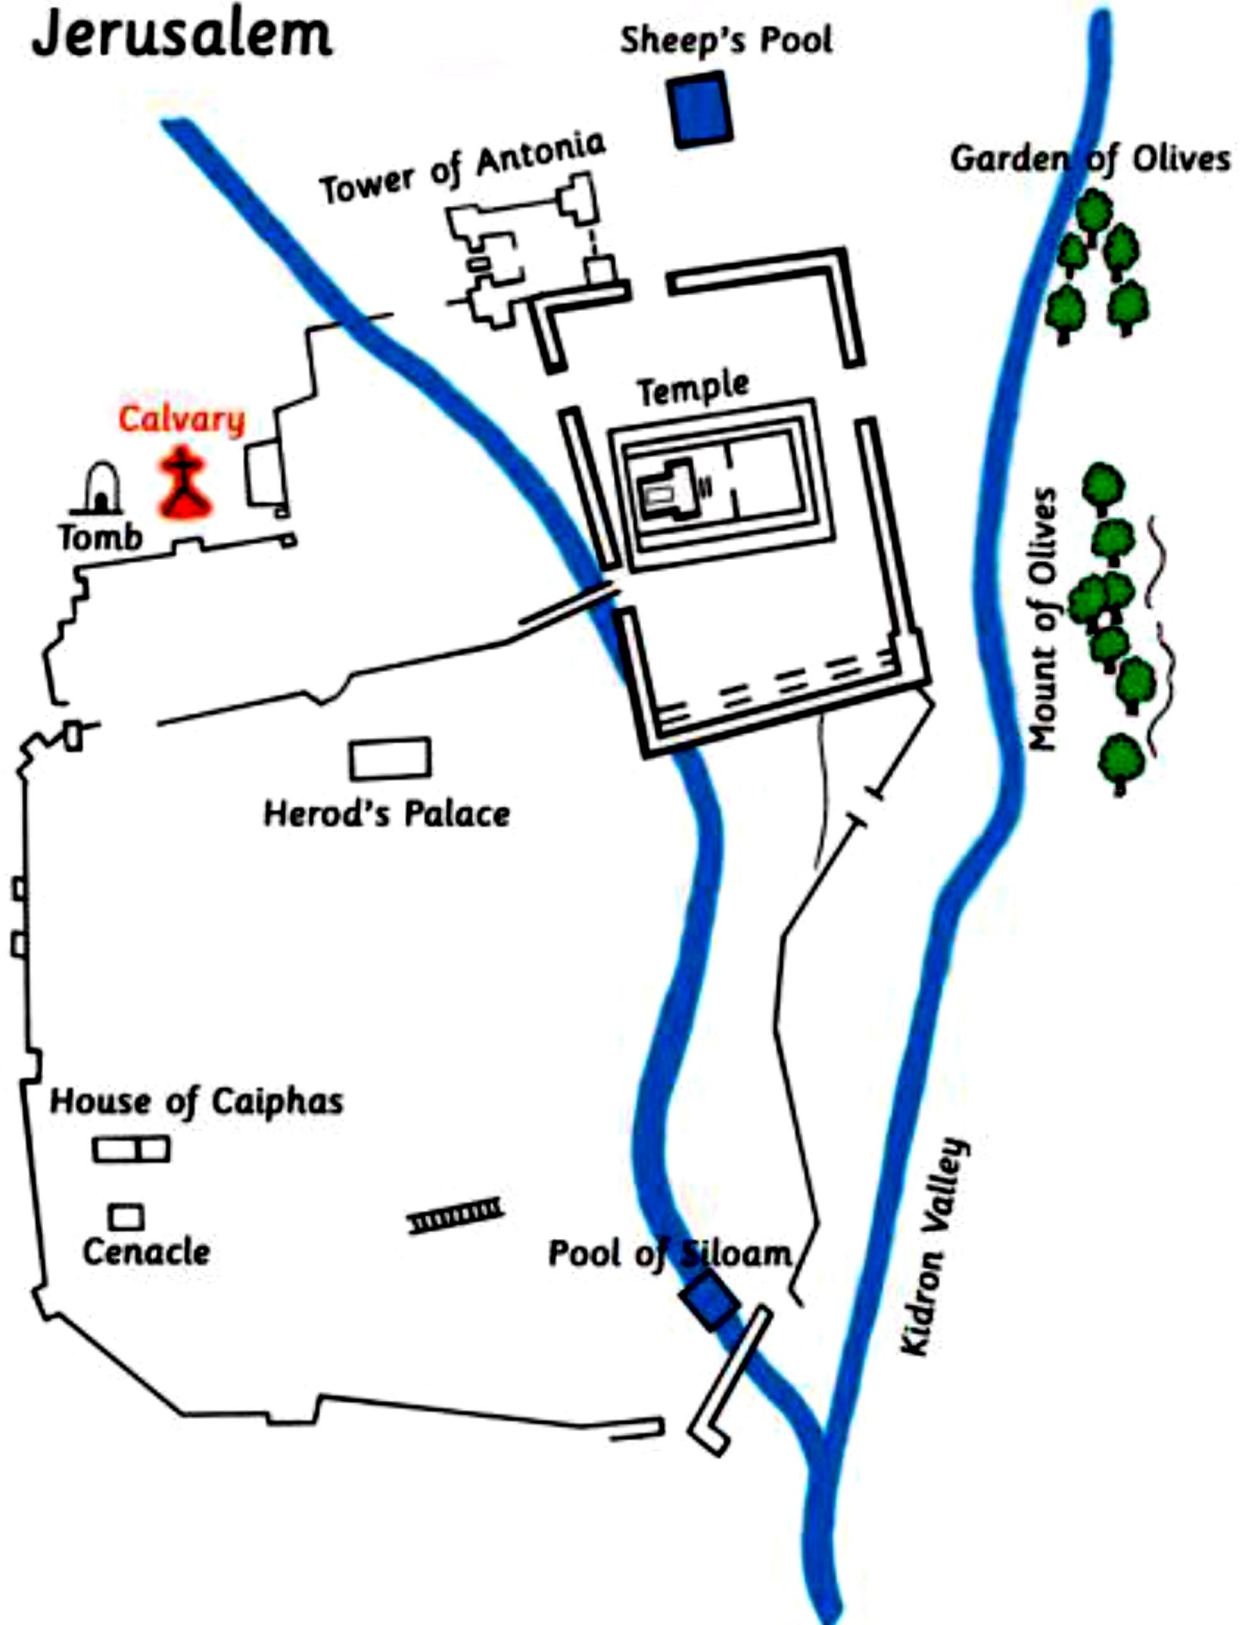 Jerusalem
Sheep's Pool
Tower of Antonia
Garden of Olives
Temple
Calvary
Tomb
Mount of Olives
Herod's Palace
House of Caiphas
Cenacle
Pool of Siloam
Kidron Valley